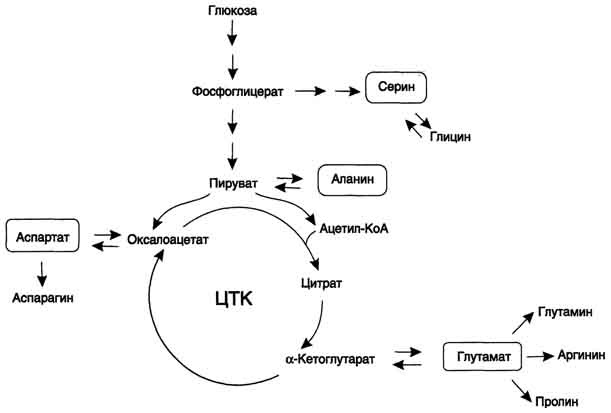 Глюкоза
Фосфоглицерат
Серин
Глицин
Пируват
Аланин
Аспартат
Оксалоацетат
Ацетил-КоА
Аспарагин
ЦТК
Цитрат
Глутамин
α-Кетоглутарат
Глутамат
Аргинин
Пролин